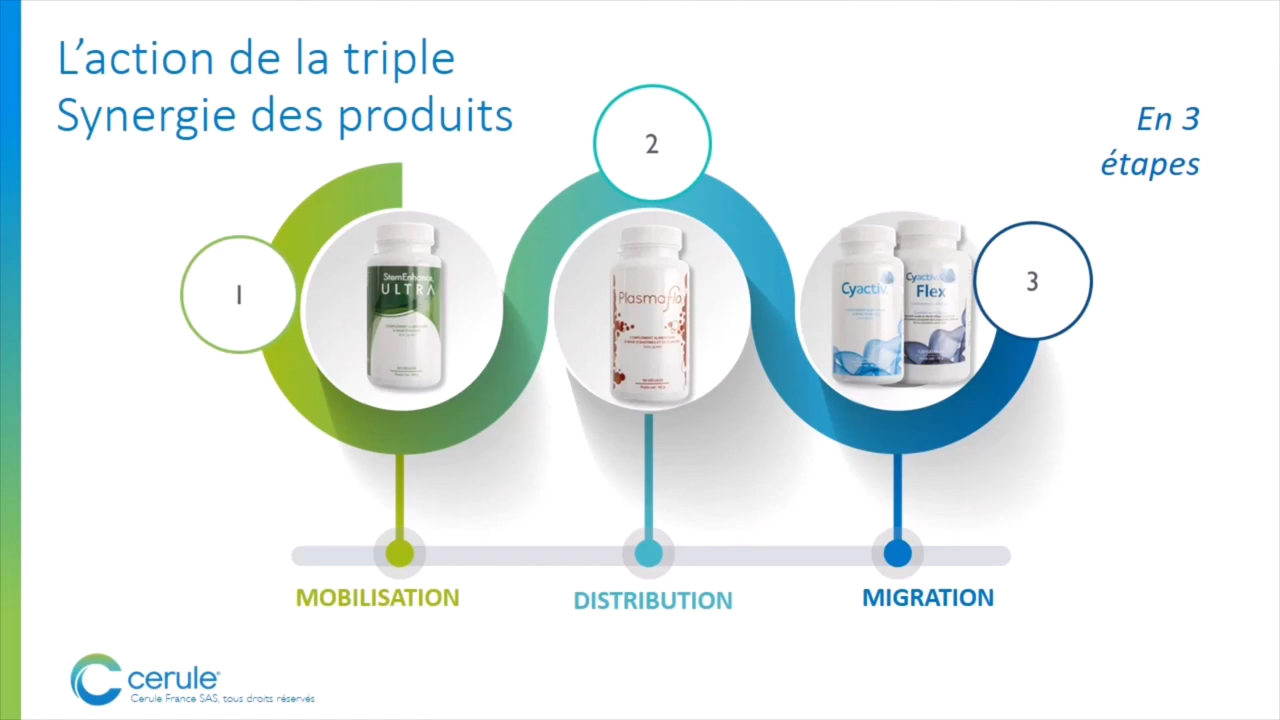 L'action de la triple
Synergie des produits
En 3
étapes
1
2
3
StemEnhance
ULTRA
Plasmaflo
Cyactiv
Cyactiv
Flex
MOBILISATION
DISTRIBUTION
MIGRATION
cerule
Cerule France SAS, tous droits réservés